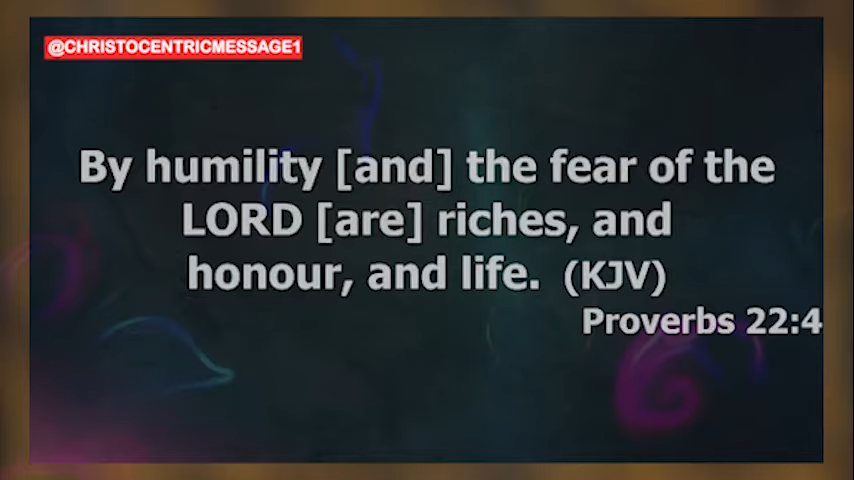 @CHRISTOCENTRICMESSAGE1
By humility [and] the fear of the
LORD [are] riches, and
honour, and life. (KJV)
Proverbs 22:4